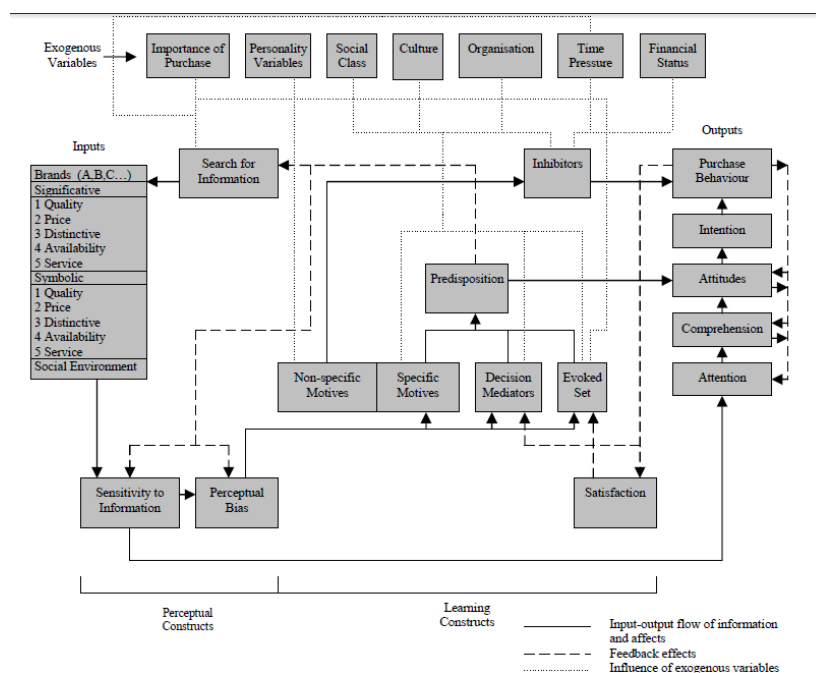 Exogenous
Variables
Importance of
Purchase
Personality
Variables
Social
Class
Culture
Organisation
Time
Pressure
Financial
Status
Inputs
Outputs
Brands (A,B,C…)
Significative
1 Quality
2 Price
3 Distinctive
4 Availability
5 Service
Symbolic
1 Quality
2 Price
3 Distinctive
4 Availability
5 Service
Social Environment
Search for
Information
Inhibitors
Purchase
Behaviour
Intention
Predisposition
Attitudes
Comprehension
Non-specific
Motives
Specific
Motives
Decision
Mediators
Evoked
Set
Attention
Sensitivity to
Information
Perceptual
Bias
Satisfaction
Perceptual
Constructs
Learning
Constructs
Input-output flow of information
and affects
Feedback effects
Influence of exogenous variables